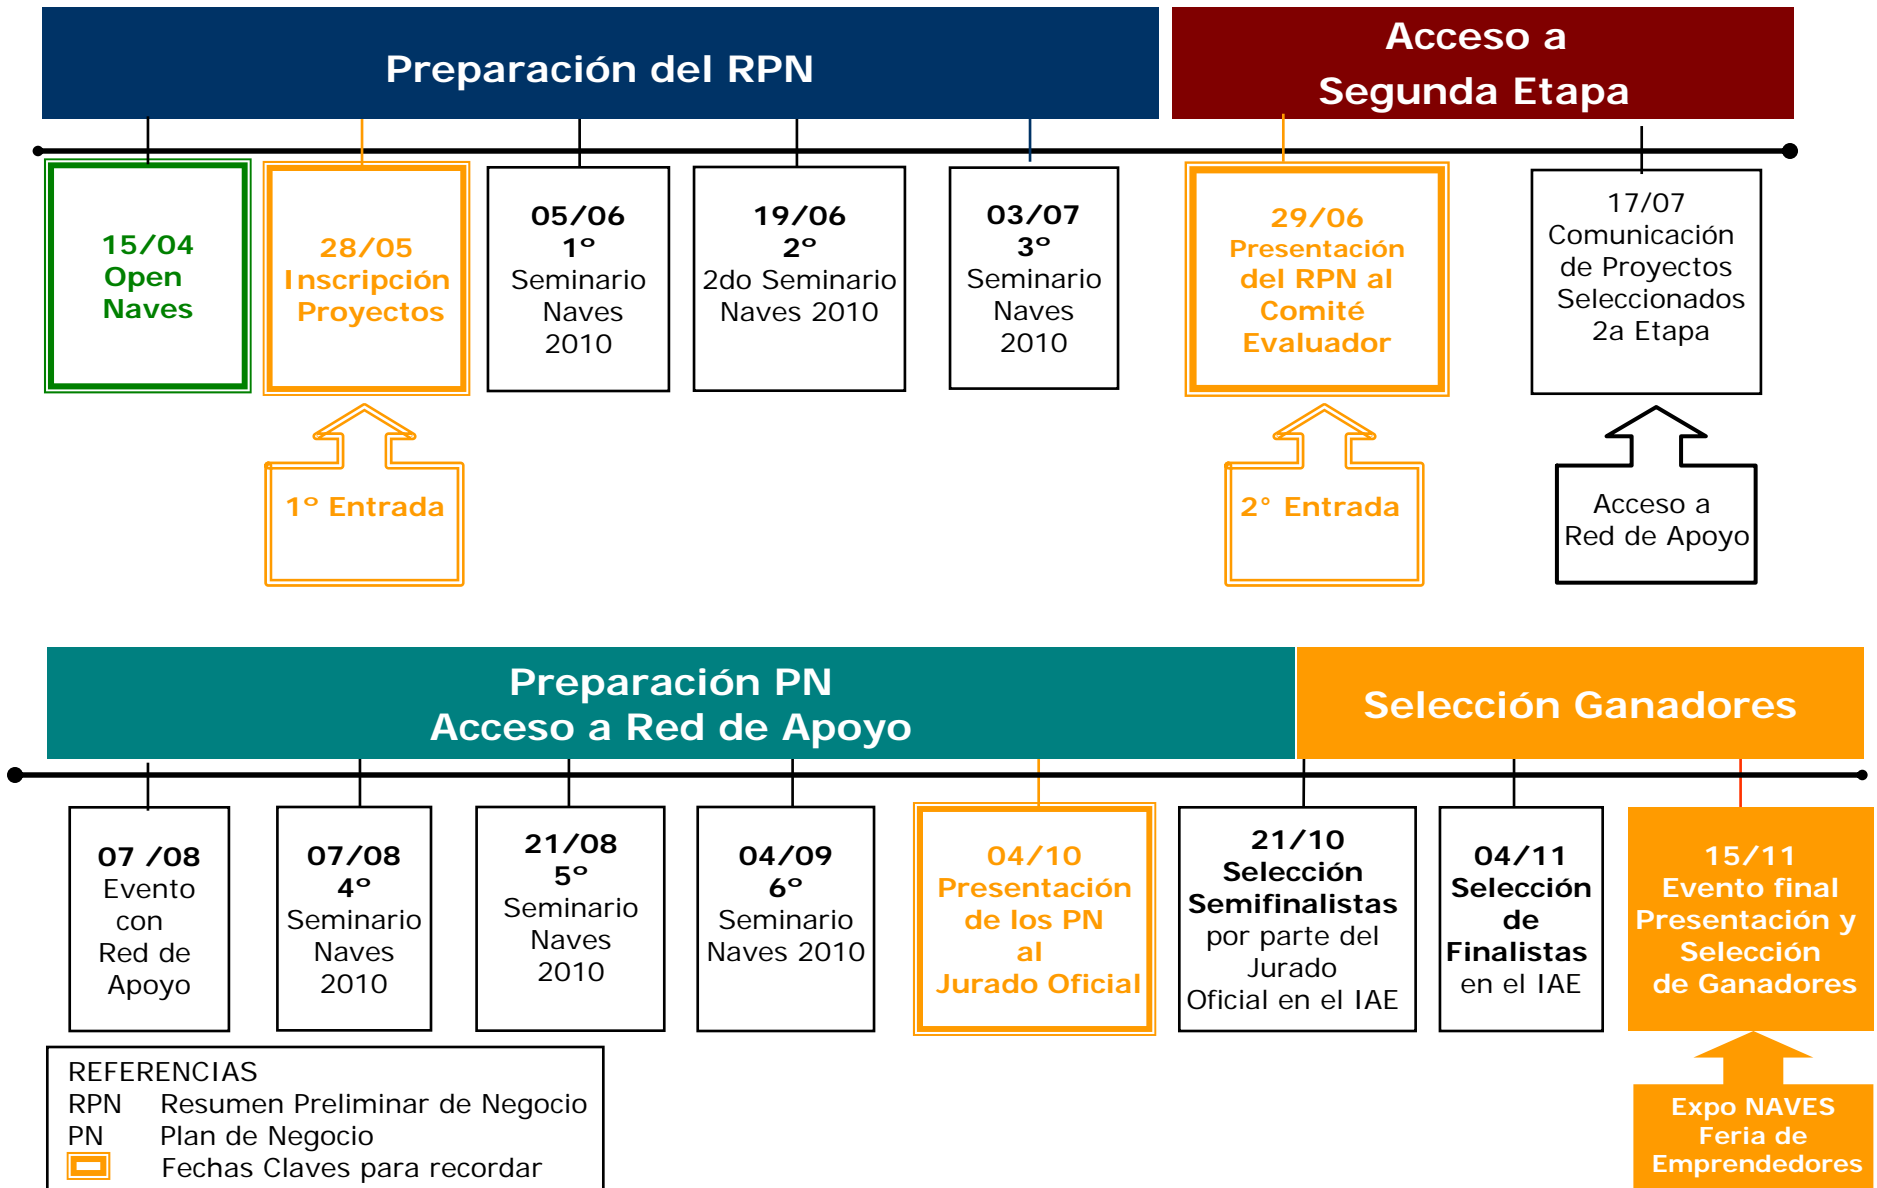 Preparación del RPN
Acceso a
Segunda Etapa
15/04
Open
Naves
28/05
Inscripción
Proyectos
05/06
1º
Seminario
Naves
2010
19/06
2º
2do Seminario
Naves 2010
03/07
3º
Seminario
Naves
2010
29/06
Presentación
del RPN al
Comité
Evaluador
17/07
Comunicación
de Proyectos
Seleccionados
2a Etapa
1º Entrada
2° Entrada
Acceso a
Red de Apoyo
Preparación PN
Acceso a Red de Apoyo
Selección Ganadores
07 /08
Evento
con
Red de
Apoyo
07/08
4º
Seminario
Naves
2010
21/08
5º
Seminario
Naves
2010
04/09
6º
Seminario
Naves 2010
04/10
Presentación
de los PN
al
Jurado Oficial
21/10
Selección
Semifinalistas
por parte del
Jurado
Oficial en el IAE
04/11
Selección
de
Finalistas
en el IAE
15/11
Evento final
Presentación y
Selección
de Ganadores
REFERENCIAS
RPN Resumen Preliminar de Negocio
PN Plan de Negocio
Fechas Claves para recordar
Expo NAVES
Feria de
Emprendedores